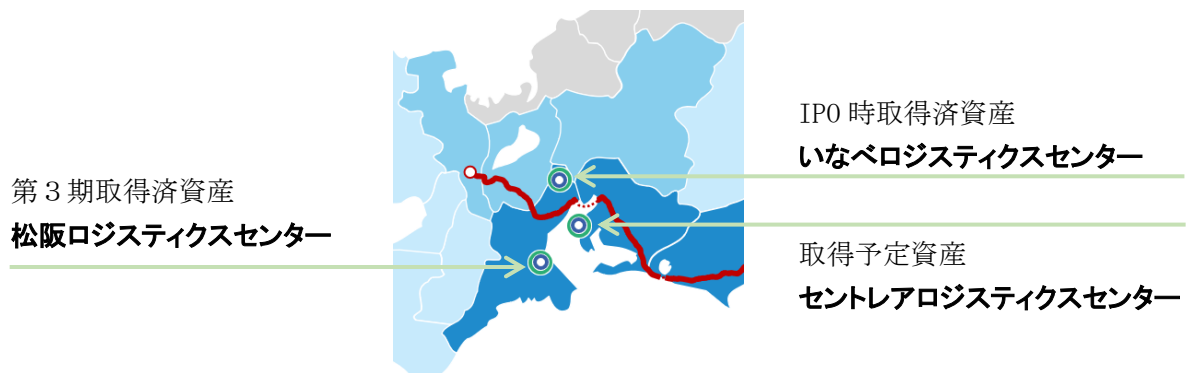 IPO 時取得済資産
いなべロジスティクスセンター
第３期取得済資産
松阪ロジスティクスセンター
取得予定資産
セントレアロジスティクスセンター